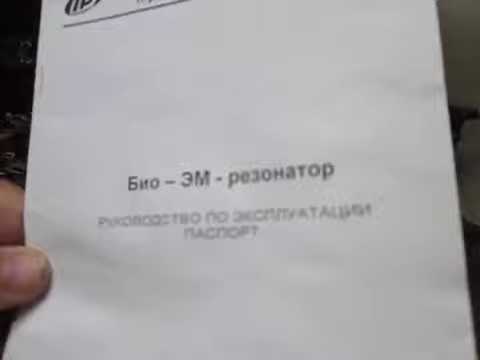 Био – ЭМ - резонатор
РУКОВОДСТВО ПО ЭКСПЛУАТАЦИИ
ПАСПОРТ